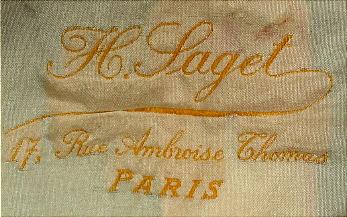 H. Saget
17, Rue Ambroise Thomas
PARIS